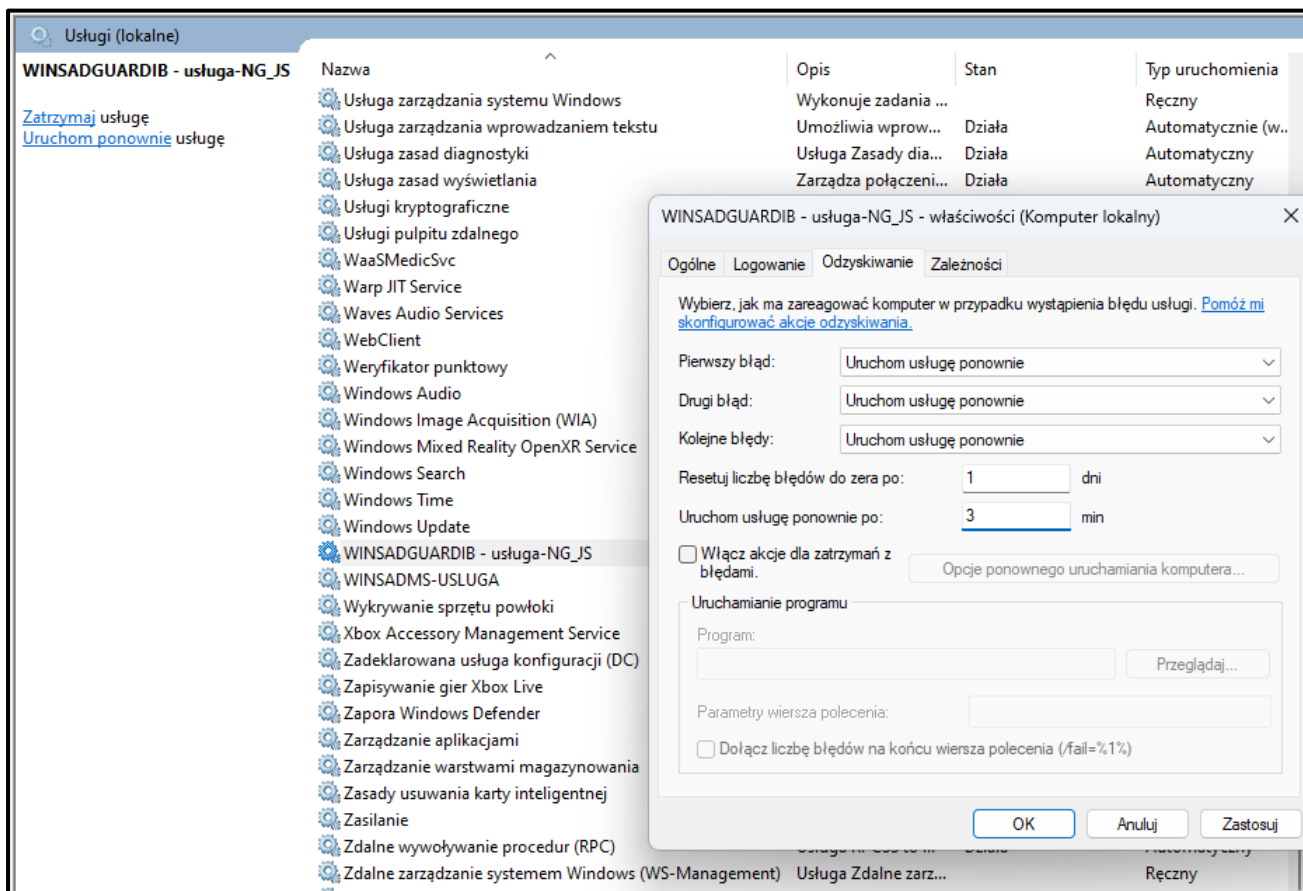 Usługi (lokalne)
WINSADGUARDIB - usługa-NG_JS
Zatrzymaj usługę
Uruchom ponownie usługę
Nazwa Opis Stan Typ uruchomienia
Usługa zarządzania systemu Windows Wykonuje zadania ... Ręczny
Usługa zarządzania wprowadzaniem tekstu Umożliwia wprow... Działa Automatycznie (w...
Usługa zasad diagnostyki Usługa Zasady dia... Działa Automatyczny
Usługa zasad wyświetlania Zarządza połączeni... Działa Automatyczny
Usługi kryptograficzne
Usługi pulpitu zdalnego
WaaSMedicSvc
Warp JIT Service
Waves Audio Services
WebClient
Weryfikator punktowy
Windows Audio
Windows Image Acquisition (WIA)
Windows Mixed Reality OpenXR Service
Windows Search
Windows Time
Windows Update
WINSADGUARDIB - usługa-NG_JS
WINSADMS-USLUGA
Wykrywanie sprzętu powłoki
Xbox Accessory Management Service
Zadeklarowana usługa konfiguracji (DC)
Zapisywanie gier Xbox Live
Zapora Windows Defender
Zarządzanie aplikacjami
Zarządzanie warstwami magazynowania
Zasady usuwania karty inteligentnej
Zasilanie
Zdalne wywoływanie procedur (RPC)
Zdalne zarządzanie systemem Windows (WS-Management) Usługa Zdalne zarz... Ręczny
WINSADGUARDIB - usługa-NG_JS - właściwości (Komputer lokalny)
Ogólne Logowanie Odzyskiwanie Zależności
Wybierz, jak ma zareagować komputer w przypadku wystąpienia błędu usługi. Pomóż mi
skonfigurować akcje odzyskiwania.
Pierwszy błąd: Uruchom usługę ponownie
Drugi błąd: Uruchom usługę ponownie
Kolejne błędy: Uruchom usługę ponownie
Resetuj liczbę błędów do zera po: 1 dni
Uruchom usługę ponownie po: 3 min
Włącz akcje dla zatrzymań z
błędami.
Opcje ponownego uruchamiania komputera...
Uruchamianie programu
Program:
Przeglądaj...
Parametry wiersza polecenia:
Dołącz liczbę błędów na końcu wiersza polecenia (/fail=%1%)
OK Anuluj Zastosuj